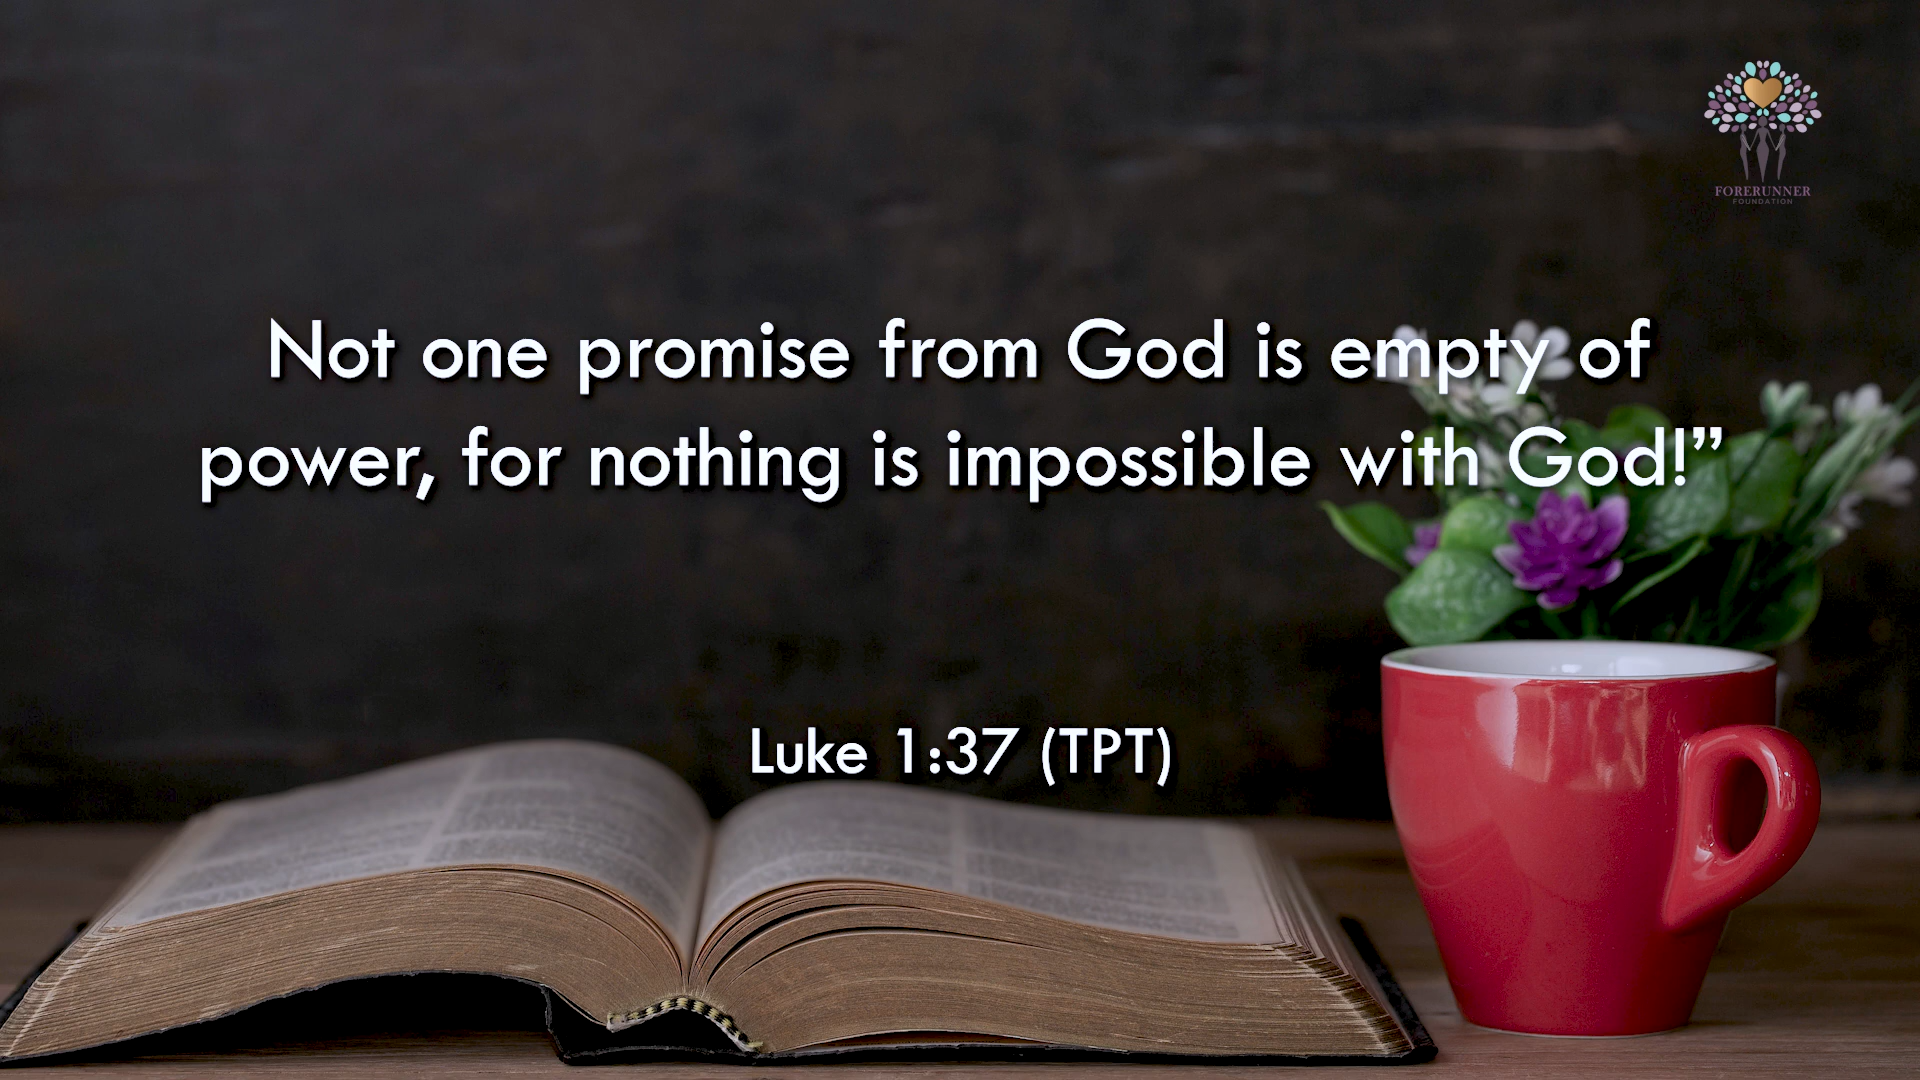 FORERUNNER
FOUNDATION
Not one promise from God is empty of
power, for nothing is impossible with God!”
Luke 1:37 (TPT)